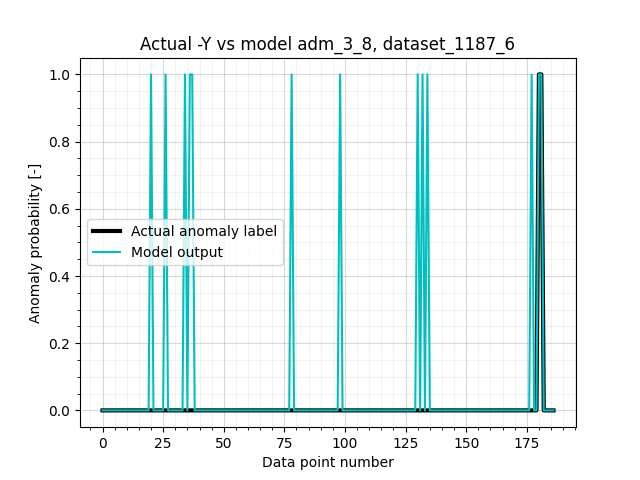 Actual -Y vs model adm_3_8, dataset_1187_6
1.0
0.8
0.6
0.4
0.2
0.0
Anomaly probability [-]
Actual anomaly label
Model output
0 25 50 75 100 125 150 175
Data point number